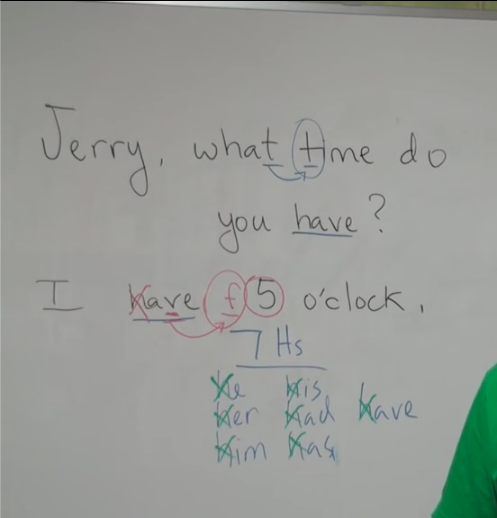 Jerry, what time do
you have?
I have f 5 o'clock.
7 Hs
He His
Her Had Have
Him Has